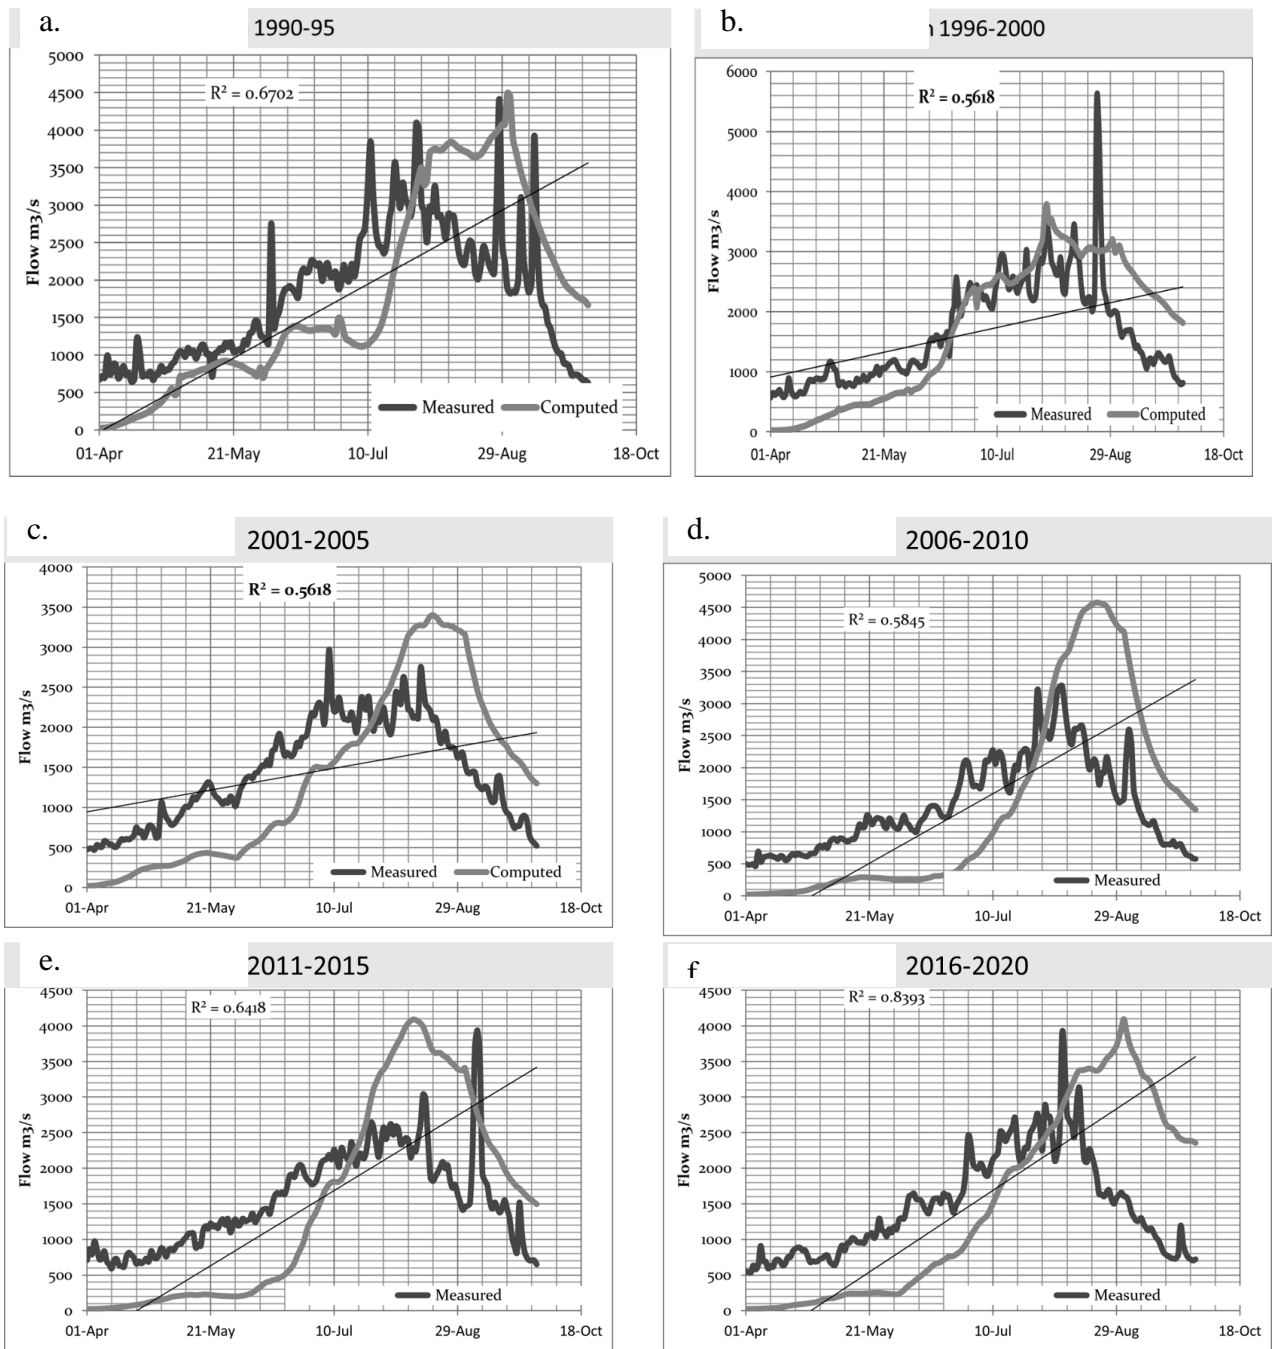 a.
1990-95
5000
4500
4000
3500
3000
2500
2000
1500
1000
500
0
Flow m3/s
R² = 0.6702
Measured Computed
01-Apr 21-May 10-Jul 29-Aug 18-Oct
b.
1996-2000
6000
5000
4000
3000
2000
1000
0
Flow m3/s
R² = 0.5618
Measured Computed
01-Apr 21-May 10-Jul 29-Aug 18-Oct
c.
2001-2005
4000
3500
3000
2500
2000
1500
1000
500
0
Flow m3/s
R² = 0.5618
Measured Computed
01-Apr 21-May 10-Jul 29-Aug 18-Oct
d.
2006-2010
5000
4500
4000
3500
3000
2500
2000
1500
1000
500
0
Flow m3/s
R² = 0.5845
Measured
01-Apr 21-May 10-Jul 29-Aug 18-Oct
e.
2011-2015
4500
4000
3500
3000
2500
2000
1500
1000
500
0
Flow m3/s
R² = 0.6418
Measured
01-Apr 21-May 10-Jul 29-Aug 18-Oct
f
2016-2020
4500
4000
3500
3000
2500
2000
1500
1000
500
0
Flow m3/s
R² = 0.8393
Measured
01-Apr 21-May 10-Jul 29-Aug 18-Oct